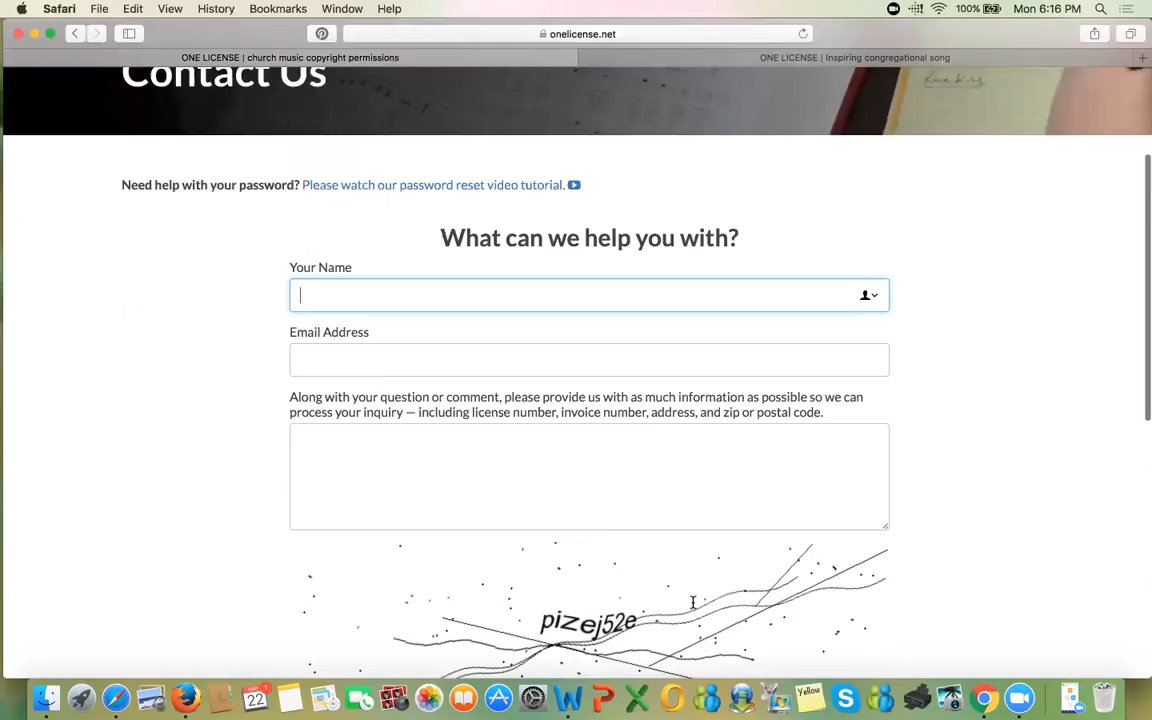 Safari File Edit View History Bookmarks Window Help 100% Mon 6:16 PM
onelicense.net
ONE LICENSE | church music copyright permissions ONE LICENSE | Inspiring congregational song
Contact Us
Need help with your password? Please watch our password reset video tutorial.
What can we help you with?
Your Name
Email Address
Along with your question or comment, please provide us with as much information as possible so we can
process your inquiry — including license number, invoice number, address, and zip or postal code.
pizej52e
MAY 22 1 Yellow